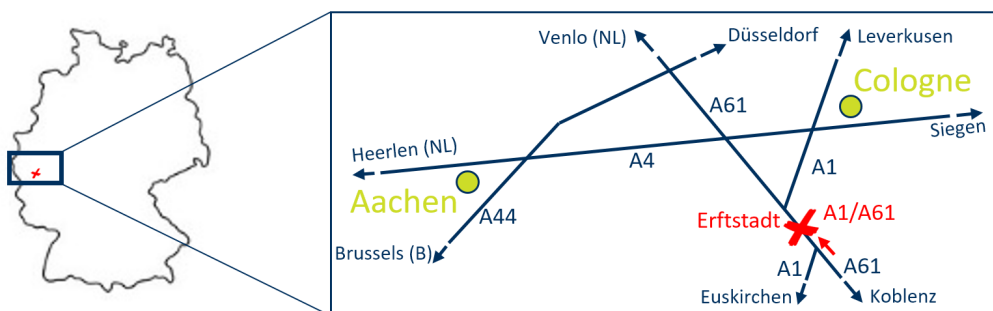 Venlo (NL)
Düsseldorf
Leverkusen
Cologne
A61
Siegen
Heerlen (NL)
A4
A1
Aachen
A44
Erftstadt
A1/A61
Brussels (B)
A1
A61
Euskirchen
Koblenz